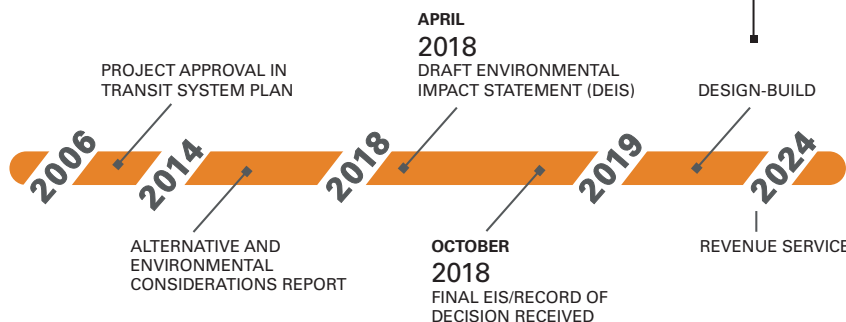 APRIL
2018
DRAFT ENVIRONMENTAL
IMPACT STATEMENT (DEIS)
PROJECT APPROVAL IN
TRANSIT SYSTEM PLAN
DESIGN-BUILD
2006
2014
2018
2019
2024
ALTERNATIVE AND
ENVIRONMENTAL
CONSIDERATIONS REPORT
OCTOBER
2018
FINAL EIS/RECORD OF
DECISION RECEIVED
REVENUE SERVICE